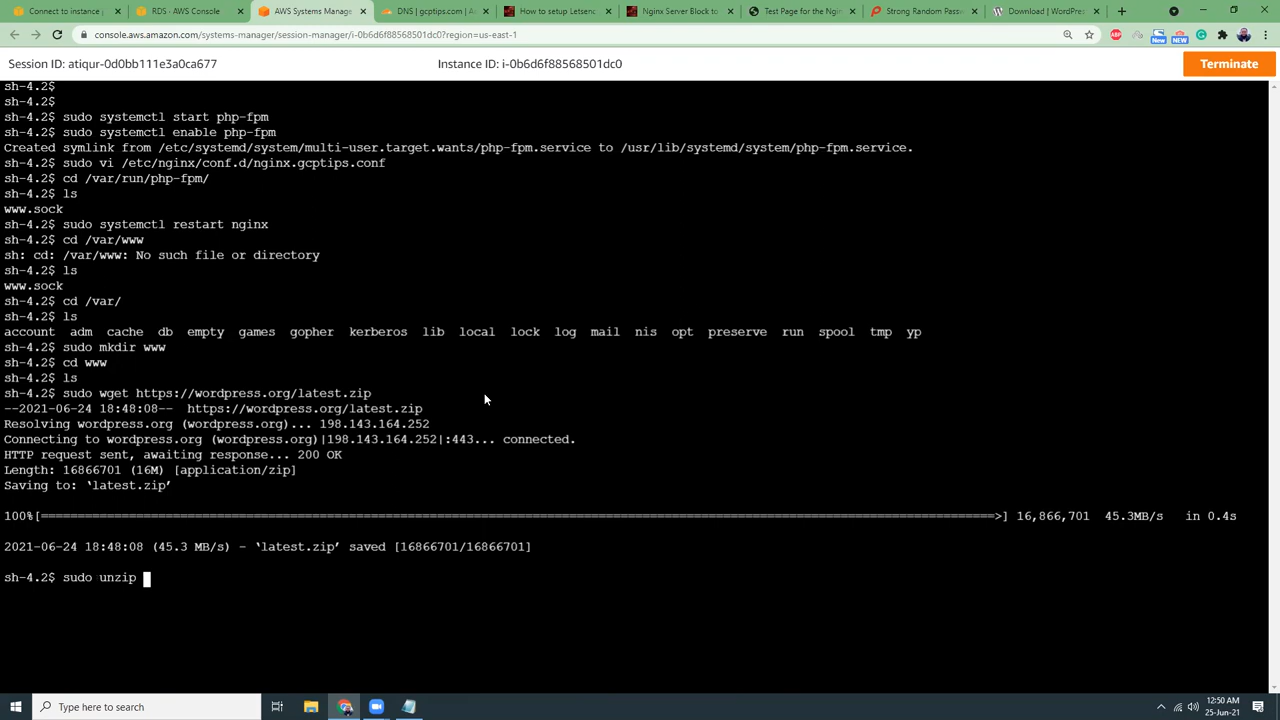 Connect to instance |
RDS · AWS Console
AWS Systems Manage
DNS | gcptips.com | A
How to setup Letsenc
Nginx Server Block to
Test Page for the Ngin
Strong Random Passw
Download | WordPres
console.aws.amazon.com/systems-manager/session-manager/i-0b6d6f88568501dc0?region=us-east-1
ABP
New
New
Session ID: atiqur-0d0bb111e3a0ca677
Instance ID: i-0b6d6f88568501dc0
Terminate
sh-4.2$
sh-4.2$
sh-4.2$ sudo systemctl start php-fpm
sh-4.2$ sudo systemctl enable php-fpm
Created symlink from /etc/systemd/system/multi-user.target.wants/php-fpm.service to /usr/lib/systemd/system/php-fpm.service.
sh-4.2$ sudo vi /etc/nginx/conf.d/nginx.gcptips.conf
sh-4.2$ cd /var/run/php-fpm/
sh-4.2$ ls
www.sock
sh-4.2$ sudo systemctl restart nginx
sh-4.2$ cd /var/www
sh: cd: /var/www: No such file or directory
sh-4.2$ ls
www.sock
sh-4.2$ cd /var/
sh-4.2$ ls
account adm cache db empty games gopher kerberos lib local lock log mail nis opt preserve run spool tmp yp
sh-4.2$ sudo mkdir www
sh-4.2$ cd www
sh-4.2$ ls
sh-4.2$ sudo wget https://wordpress.org/latest.zip
--2021-06-24 18:48:08-- https://wordpress.org/latest.zip
Resolving wordpress.org (wordpress.org)... 198.143.164.252
Connecting to wordpress.org (wordpress.org)|198.143.164.252|:443... connected.
HTTP request sent, awaiting response... 200 OK
Length: 16866701 (16M) [application/zip]
Saving to: ‘latest.zip’
100%[======================================>] 16,866,701 45.3MB/s in 0.4s
2021-06-24 18:48:08 (45.3 MB/s) - ‘latest.zip’ saved [16866701/16866701]
sh-4.2$ sudo unzip
Type here to search
12:50 AM
25-Jun-21